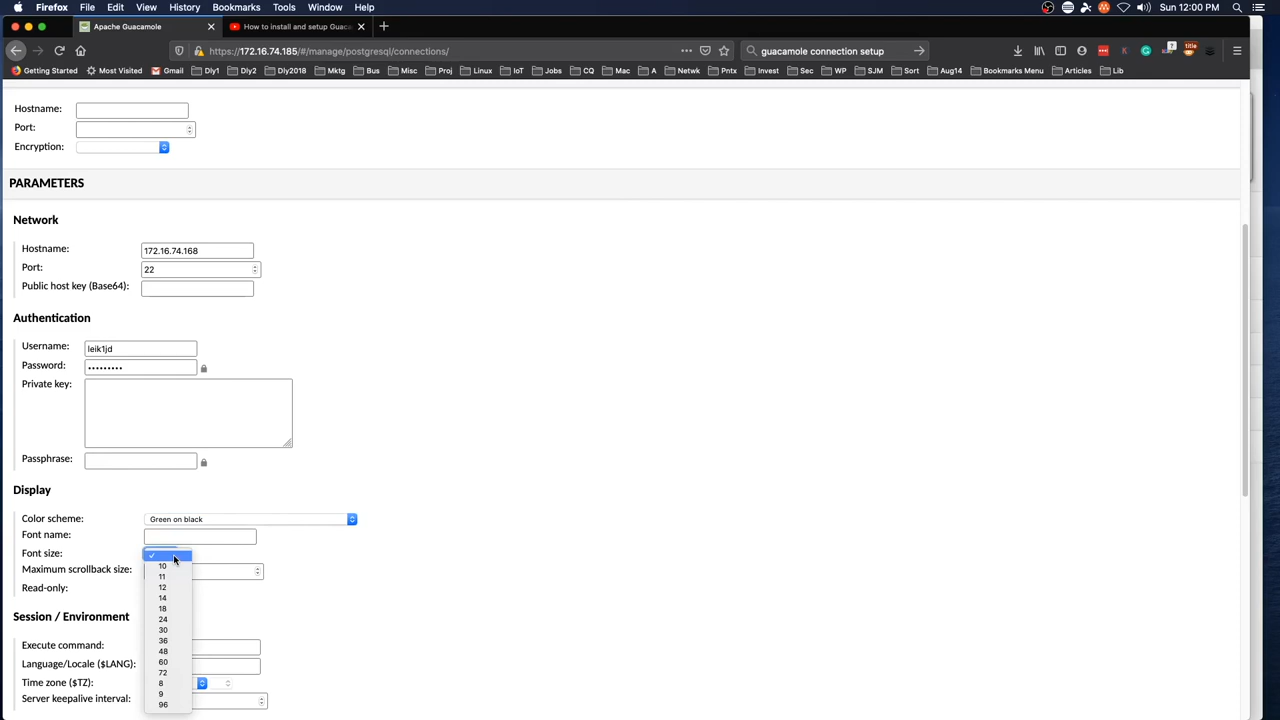 Firefox File Edit View History Bookmarks Tools Window Help Sun 12:00 PM
Apache Guacamole How to install and setup Guaca
https://172.16.74.185/#/manage/postgresql/connections/ guacamole connection setup
Getting Started Most Visited Gmail Dly1 Dly2 Dly2018 Mktg Bus Misc Proj Linux IoT Jobs CQ Mac A Netwk Pntx Invest Sec WP SJM Sort Aug14 Bookmarks Menu Articles Lib
Hostname:
Port:
Encryption:
PARAMETERS
Network
Hostname: 172.16.74.168
Port: 22
Public host key (Base64):
Authentication
Username: leik1jd
Password: •••••••••
Private key:
Passphrase:
Display
Color scheme: Green on black
Font name:
Font size:
10
Maximum scrollback size:
11
Read-only: 12
14
18
Session / Environment 24
30
36
Execute command: 48
Language/Locale ($LANG): 60
72
Time zone ($TZ): 8
Server keepalive interval: 9
96